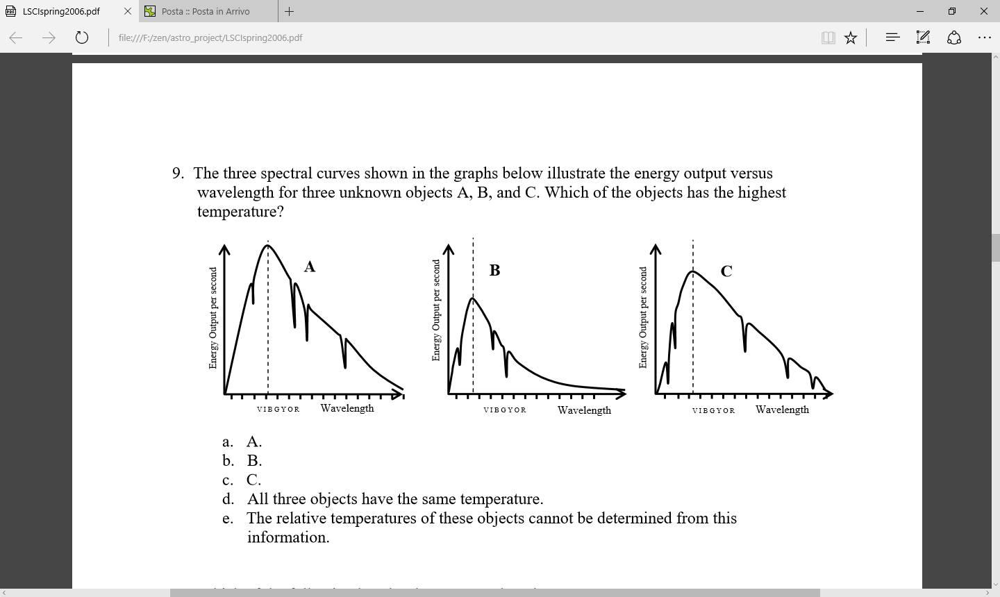 LSCIspring2006.pdf
Posta :: Posta in Arrivo
file:///F:/zen/astro_project/LSCIspring2006.pdf
9. The three spectral curves shown in the graphs below illustrate the energy output versus
wavelength for three unknown objects A, B, and C. Which of the objects has the highest
temperature?
A
Energy Output per second
V I B G Y O R
Wavelength
B
Energy Output per second
V I B G Y O R
Wavelength
C
Energy Output per second
V I B G Y O R
Wavelength
a. A.
b. B.
c. C.
d. All three objects have the same temperature.
e. The relative temperatures of these objects cannot be determined from this
information.